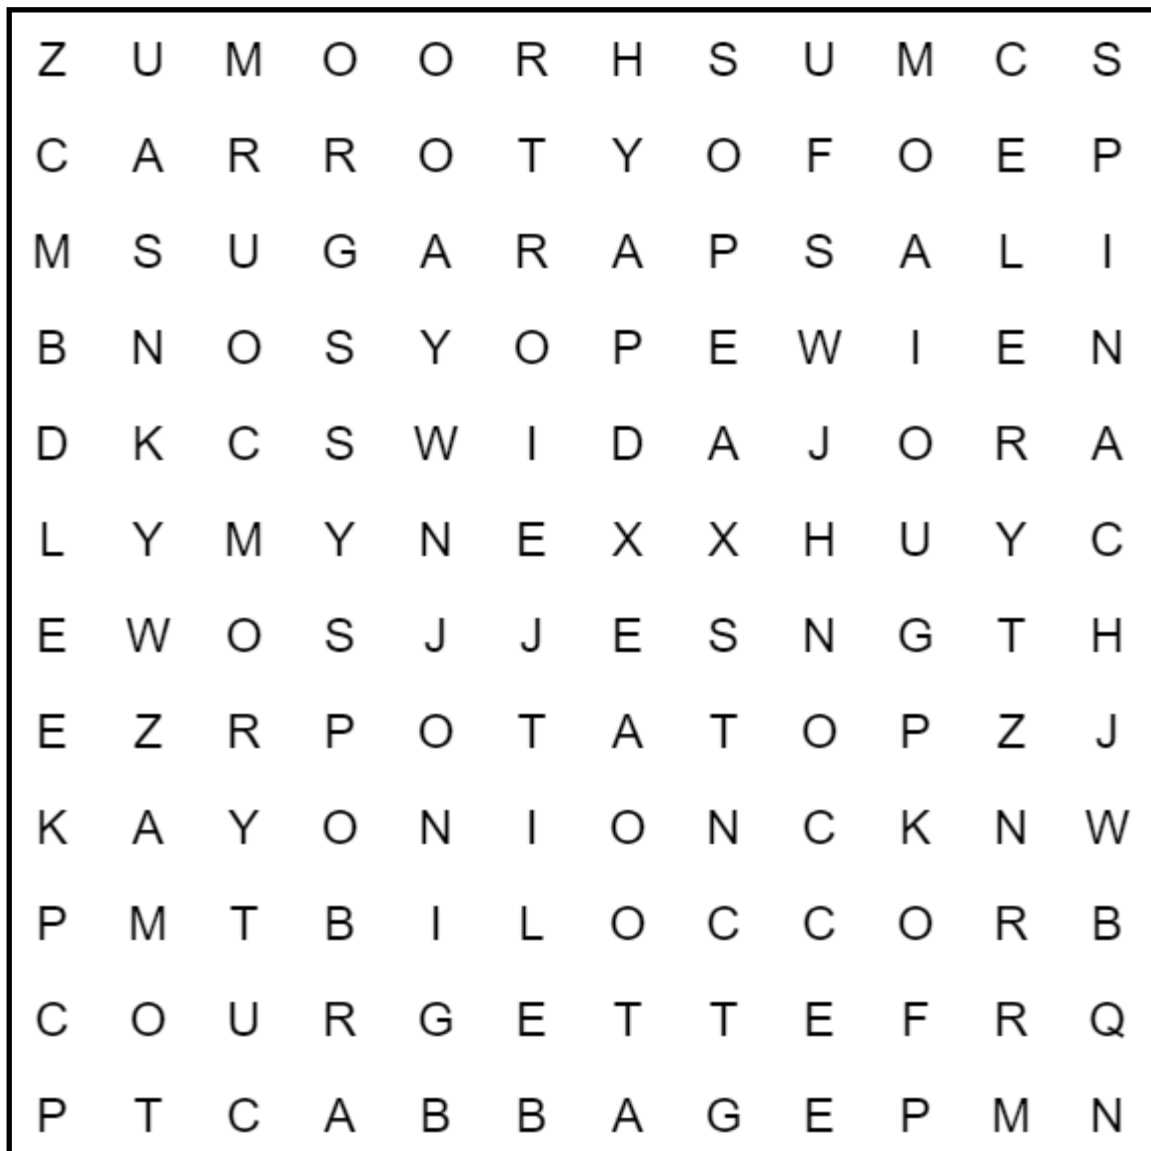 Z U M O O R H S U M C S
C A R R O T Y O F O E P
M S U G A R A P S A L I
B N O S Y O P E W I E N
D K C S W I D A J O R A
L Y M Y N E X X H U Y C
E W O S J J E S N G T H
E Z R P O T A T O P Z J
K A Y O N I O N C K N W
P M T B I L O C C O R B
C O U R G E T T E F R Q
P T C A B B A G E P M N